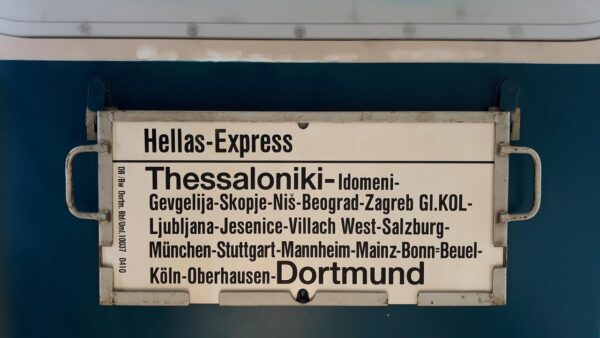 Hellas-Express
Thessaloniki-Idomeni-
Gevgelija-Skopje-Niš-Beograd-Zagreb Gl.KOL-
Ljubljana-Jesenice-Villach West-Salzburg-
München-Stuttgart-Mannheim-Mainz-Bonn=Beuel-
Köln-Oberhausen-Dortmund